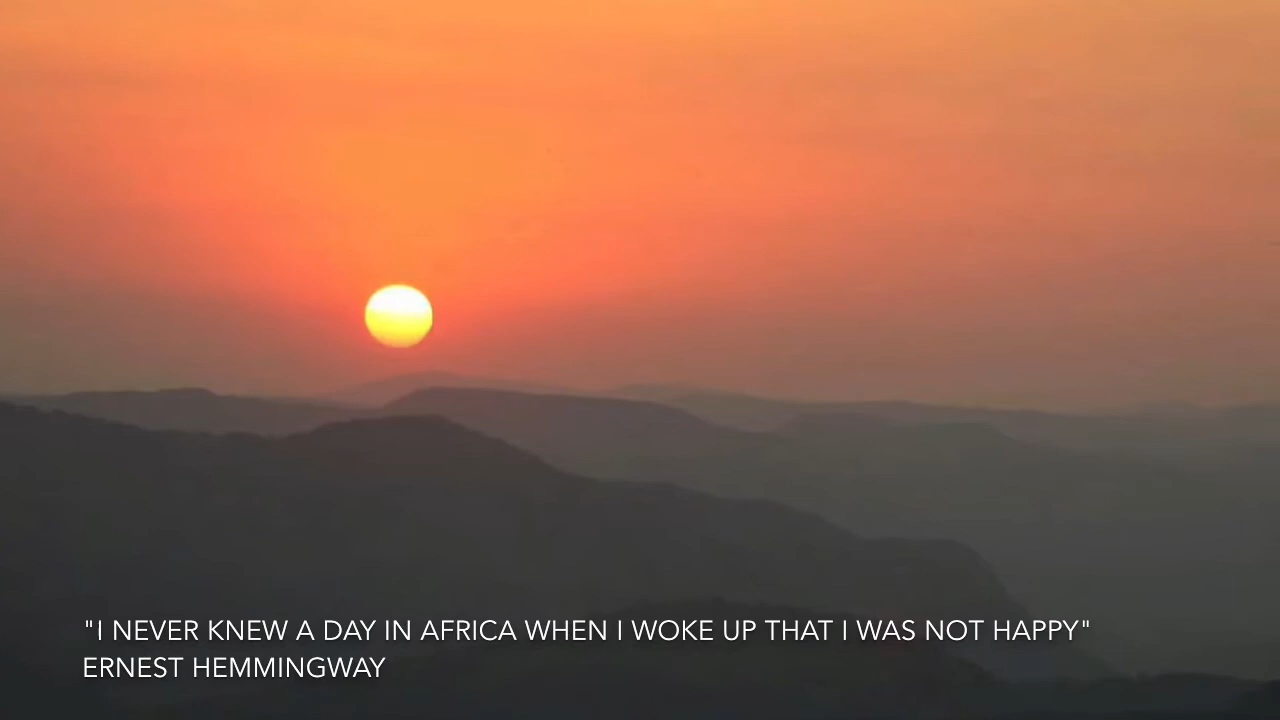 "I NEVER KNEW A DAY IN AFRICA WHEN I WOKE UP THAT I WAS NOT HAPPY"
ERNEST HEMMINGWAY